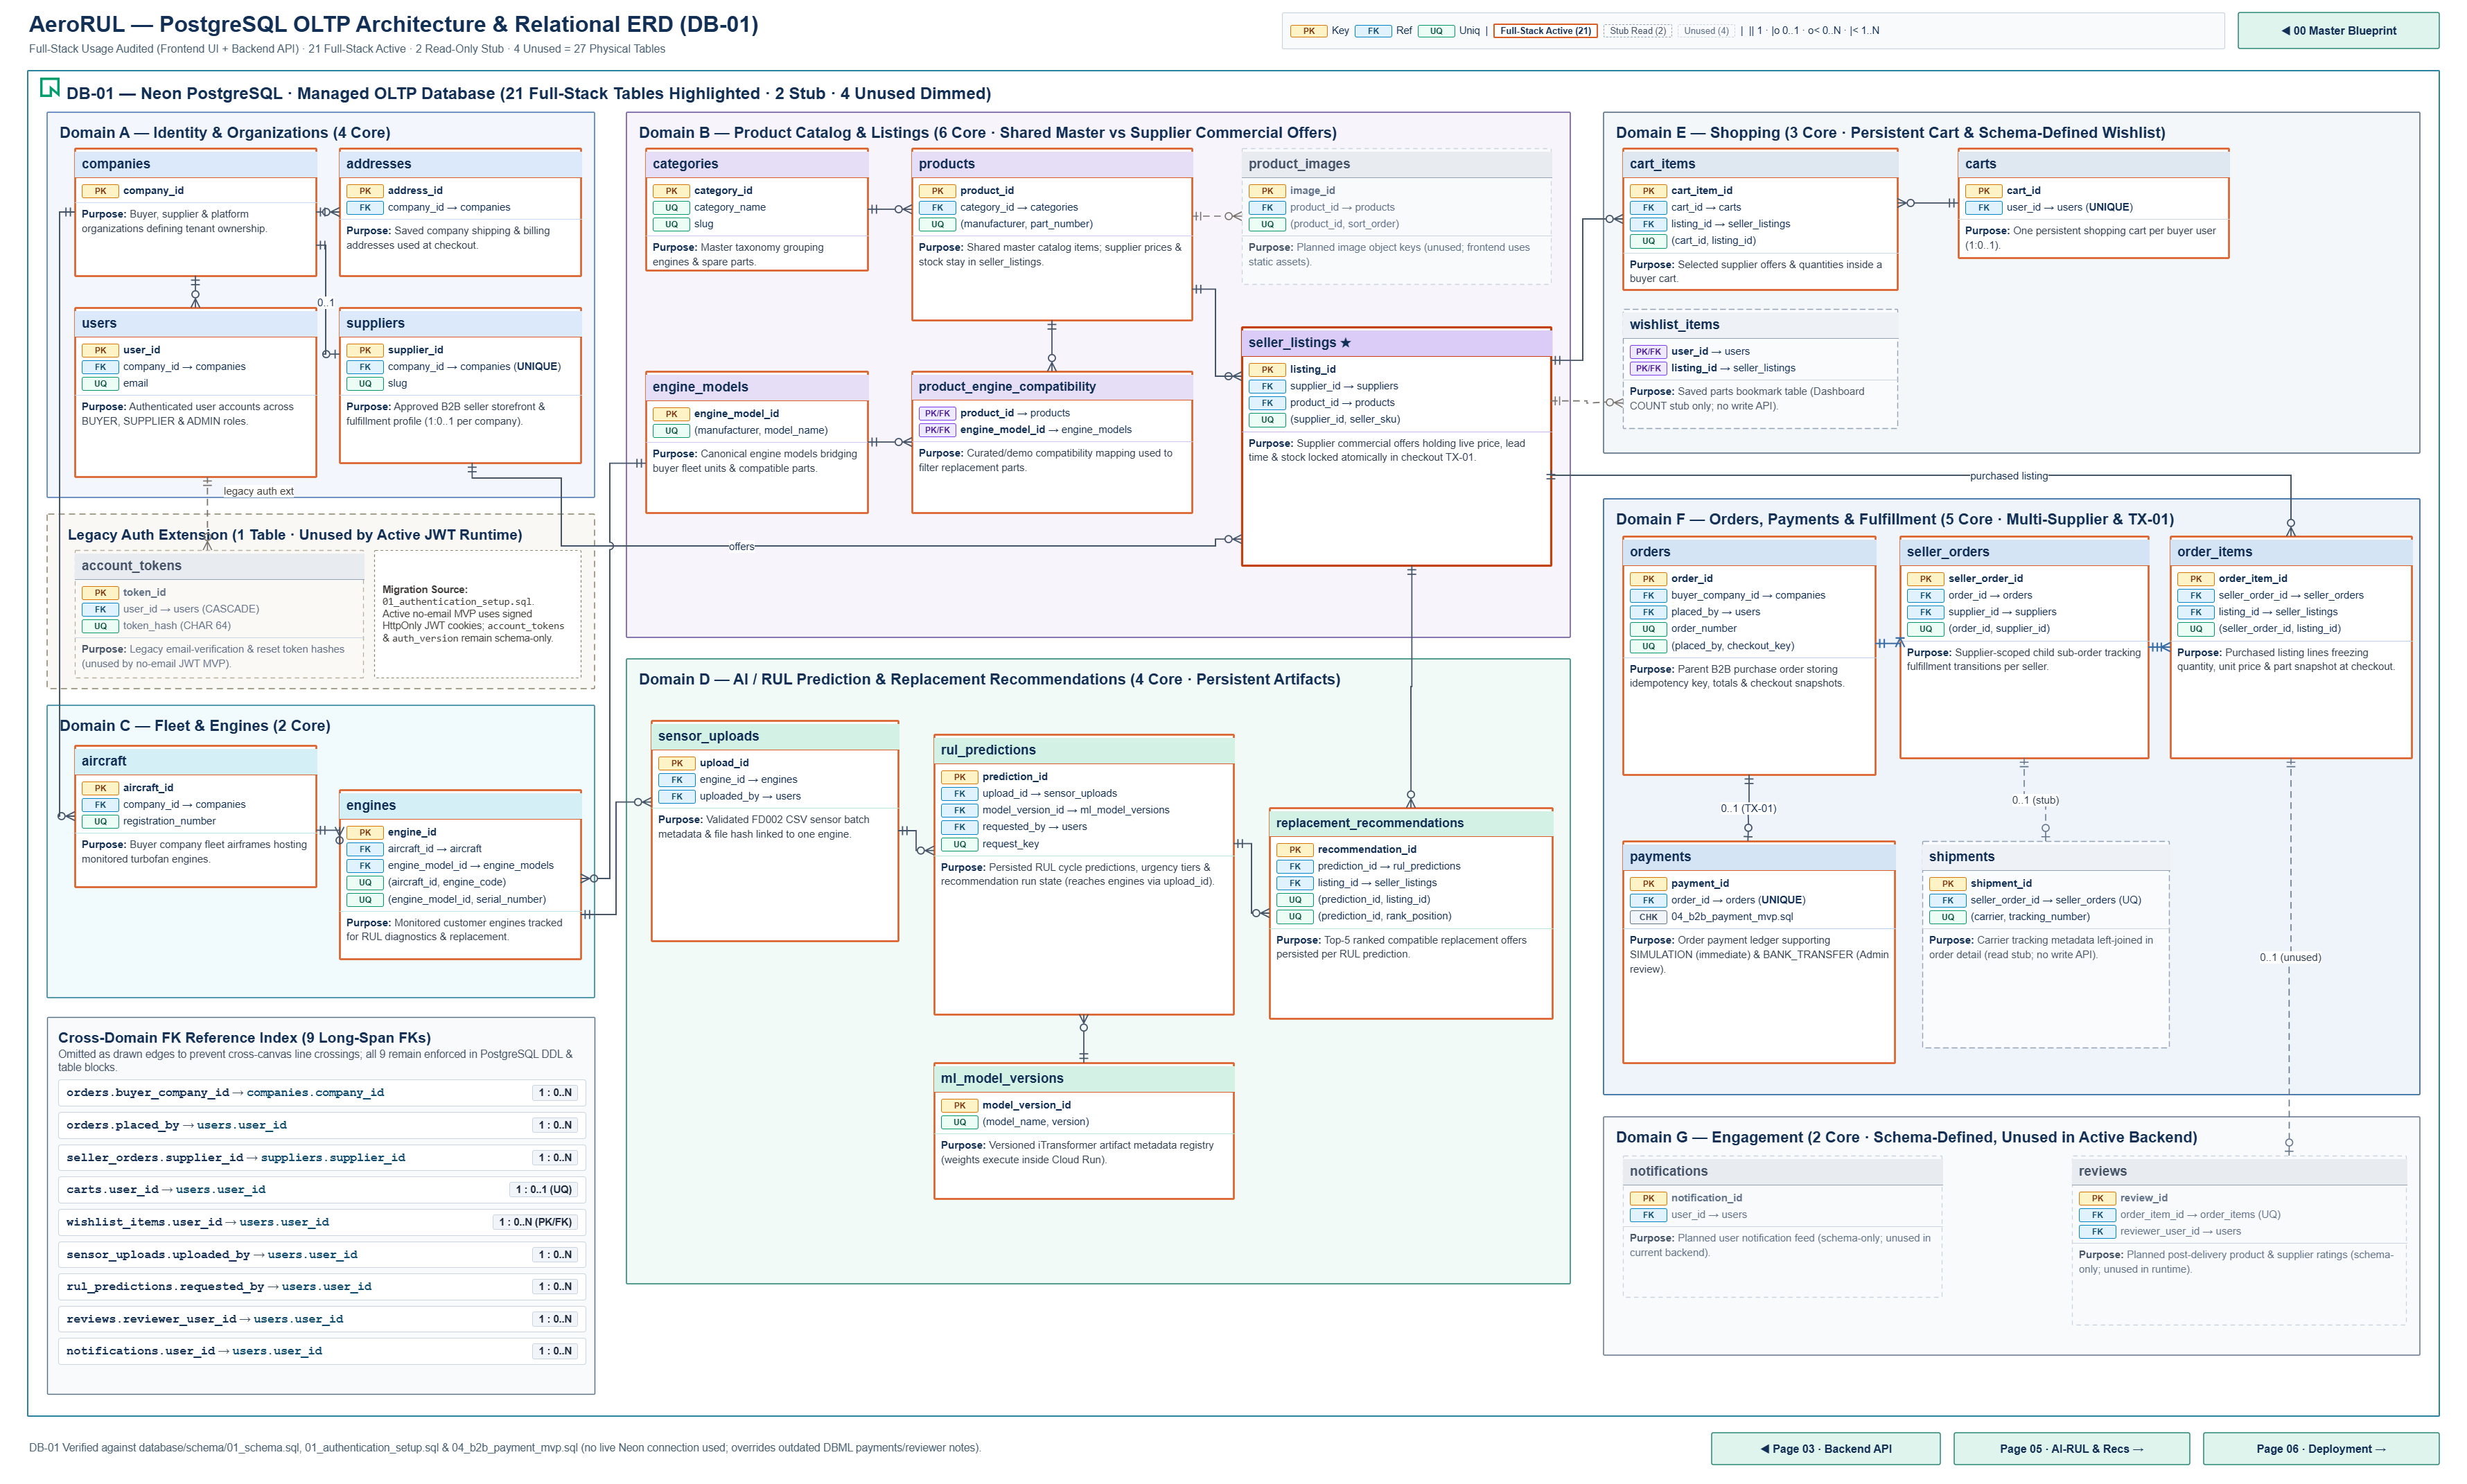 AeroRUL — PostgreSQL OLTP Architecture & Relational ERD (DB-01)
Full-Stack Usage Audited (Frontend UI + Backend API) · 21 Full-Stack Active · 2 Read-Only Stub · 4 Unused = 27 Physical Tables
PK Key FK Ref UQ Uniq | Full-Stack Active (21) Stub Read (2) Unused (4) | || 1 · |o 0..1 · o< 0..N · |< 1..N
◀ 00 Master Blueprint
DB-01 — Neon PostgreSQL · Managed OLTP Database (21 Full-Stack Tables Highlighted · 2 Stub · 4 Unused Dimmed)
Domain A — Identity & Organizations (4 Core)
companies
PK company_id
Purpose: Buyer, supplier & platform
organizations defining tenant ownership.
addresses
PK address_id
FK company_id → companies
Purpose: Saved company shipping & billing
addresses used at checkout.
0..1
users
PK user_id
FK company_id → companies
UQ email
Purpose: Authenticated user accounts across
BUYER, SUPPLIER & ADMIN roles.
suppliers
PK supplier_id
FK company_id → companies (UNIQUE)
UQ slug
Purpose: Approved B2B seller storefront &
fulfillment profile (1:0..1 per company).
legacy auth ext
Legacy Auth Extension (1 Table · Unused by Active JWT Runtime)
account_tokens
PK token_id
FK user_id → users (CASCADE)
UQ token_hash (CHAR 64)
Purpose: Legacy email-verification & reset token hashes
(unused by no-email JWT MVP).
Migration Source:
01_authentication_setup.sql.
Active no-email MVP uses signed
HttpOnly JWT cookies; account_tokens
& auth_version remain schema-only.
Domain C — Fleet & Engines (2 Core)
aircraft
PK aircraft_id
FK company_id → companies
UQ registration_number
Purpose: Buyer company fleet airframes hosting
monitored turbofan engines.
engines
PK engine_id
FK aircraft_id → aircraft
FK engine_model_id → engine_models
UQ (aircraft_id, engine_code)
UQ (engine_model_id, serial_number)
Purpose: Monitored customer engines tracked
for RUL diagnostics & replacement.
Cross-Domain FK Reference Index (9 Long-Span FKs)
Omitted as drawn edges to prevent cross-canvas line crossings; all 9 remain enforced in PostgreSQL DDL &
table blocks.
orders.buyer_company_id → companies.company_id 1 : 0..N
orders.placed_by → users.user_id 1 : 0..N
seller_orders.supplier_id → suppliers.supplier_id 1 : 0..N
carts.user_id → users.user_id 1 : 0..1 (UQ)
wishlist_items.user_id → users.user_id 1 : 0..N (PK/FK)
sensor_uploads.uploaded_by → users.user_id 1 : 0..N
rul_predictions.requested_by → users.user_id 1 : 0..N
reviews.reviewer_user_id → users.user_id 1 : 0..N
notifications.user_id → users.user_id 1 : 0..N
Domain B — Product Catalog & Listings (6 Core · Shared Master vs Supplier Commercial Offers)
categories
PK category_id
UQ category_name
UQ slug
Purpose: Master taxonomy grouping
engines & spare parts.
products
PK product_id
FK category_id → categories
UQ (manufacturer, part_number)
Purpose: Shared master catalog items; supplier prices &
stock stay in seller_listings.
product_images
PK image_id
FK product_id → products
UQ (product_id, sort_order)
Purpose: Planned image object keys (unused; frontend uses
static assets).
engine_models
PK engine_model_id
UQ (manufacturer, model_name)
Purpose: Canonical engine models bridging
buyer fleet units & compatible parts.
product_engine_compatibility
PK/FK product_id → products
PK/FK engine_model_id → engine_models
Purpose: Curated/demo compatibility mapping used to
filter replacement parts.
seller_listings ★
PK listing_id
FK supplier_id → suppliers
FK product_id → products
UQ (supplier_id, seller_sku)
Purpose: Supplier commercial offers holding live price, lead
time & stock locked atomically in checkout TX-01.
offers
Domain D — AI / RUL Prediction & Replacement Recommendations (4 Core · Persistent Artifacts)
sensor_uploads
PK upload_id
FK engine_id → engines
FK uploaded_by → users
Purpose: Validated FD002 CSV sensor batch
metadata & file hash linked to one engine.
rul_predictions
PK prediction_id
FK upload_id → sensor_uploads
FK model_version_id → ml_model_versions
FK requested_by → users
UQ request_key
Purpose: Persisted RUL cycle predictions, urgency tiers &
recommendation run state (reaches engines via upload_id).
replacement_recommendations
PK recommendation_id
FK prediction_id → rul_predictions
FK listing_id → seller_listings
UQ (prediction_id, listing_id)
UQ (prediction_id, rank_position)
Purpose: Top-5 ranked compatible replacement offers
persisted per RUL prediction.
ml_model_versions
PK model_version_id
UQ (model_name, version)
Purpose: Versioned iTransformer artifact metadata registry
(weights execute inside Cloud Run).
Domain E — Shopping (3 Core · Persistent Cart & Schema-Defined Wishlist)
cart_items
PK cart_item_id
FK cart_id → carts
FK listing_id → seller_listings
UQ (cart_id, listing_id)
Purpose: Selected supplier offers & quantities inside a
buyer cart.
carts
PK cart_id
FK user_id → users (UNIQUE)
Purpose: One persistent shopping cart per buyer user
(1:0..1).
wishlist_items
PK/FK user_id → users
PK/FK listing_id → seller_listings
Purpose: Saved parts bookmark table (Dashboard
COUNT stub only; no write API).
purchased listing
Domain F — Orders, Payments & Fulfillment (5 Core · Multi-Supplier & TX-01)
orders
PK order_id
FK buyer_company_id → companies
FK placed_by → users
UQ order_number
UQ (placed_by, checkout_key)
Purpose: Parent B2B purchase order storing
idempotency key, totals & checkout snapshots.
seller_orders
PK seller_order_id
FK order_id → orders
FK supplier_id → suppliers
UQ (order_id, supplier_id)
Purpose: Supplier-scoped child sub-order tracking
fulfillment transitions per seller.
order_items
PK order_item_id
FK seller_order_id → seller_orders
FK listing_id → seller_listings
UQ (seller_order_id, listing_id)
Purpose: Purchased listing lines freezing
quantity, unit price & part snapshot at checkout.
0..1 (TX-01)
0..1 (stub)
0..1 (unused)
payments
PK payment_id
FK order_id → orders (UNIQUE)
CHK 04_b2b_payment_mvp.sql
Purpose: Order payment ledger supporting
SIMULATION (immediate) & BANK_TRANSFER (Admin
review).
shipments
PK shipment_id
FK seller_order_id → seller_orders (UQ)
UQ (carrier, tracking_number)
Purpose: Carrier tracking metadata left-joined in
order detail (read stub; no write API).
Domain G — Engagement (2 Core · Schema-Defined, Unused in Active Backend)
notifications
PK notification_id
FK user_id → users
Purpose: Planned user notification feed (schema-only; unused in
current backend).
reviews
PK review_id
FK order_item_id → order_items (UQ)
FK reviewer_user_id → users
Purpose: Planned post-delivery product & supplier ratings (schema-
only; unused in runtime).
DB-01 Verified against database/schema/01_schema.sql, 01_authentication_setup.sql & 04_b2b_payment_mvp.sql (no live Neon connection used; overrides outdated DBML payments/reviewer notes).
◀ Page 03 · Backend API
Page 05 · AI-RUL & Recs →
Page 06 · Deployment →